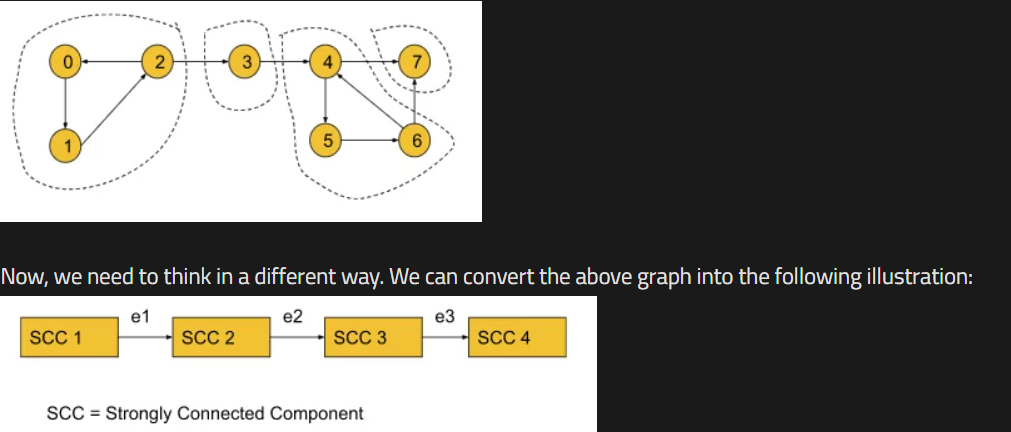 0 2 3 4 7
1 5 6
Now, we need to think in a different way. We can convert the above graph into the following illustration:
e1 e2 e3
SCC 1 SCC 2 SCC 3 SCC 4
SCC = Strongly Connected Component